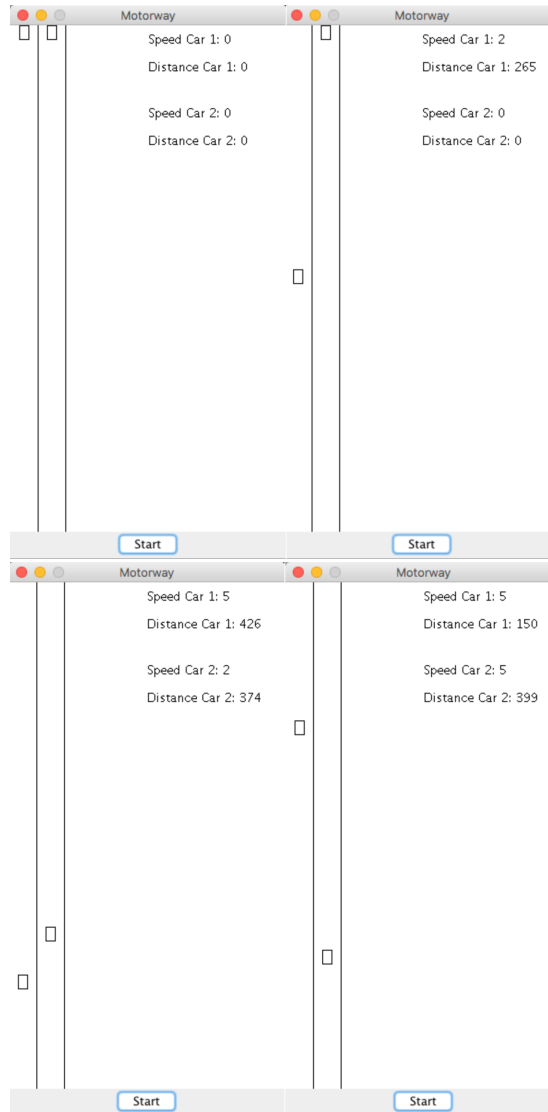 Motorway
Speed Car 1: 0
Distance Car 1: 0
Speed Car 2: 0
Distance Car 2: 0
Start
Motorway
Speed Car 1: 2
Distance Car 1: 265
Speed Car 2: 0
Distance Car 2: 0
Start
Motorway
Speed Car 1: 5
Distance Car 1: 426
Speed Car 2: 2
Distance Car 2: 374
Start
Motorway
Speed Car 1: 5
Distance Car 1: 150
Speed Car 2: 5
Distance Car 2: 399
Start